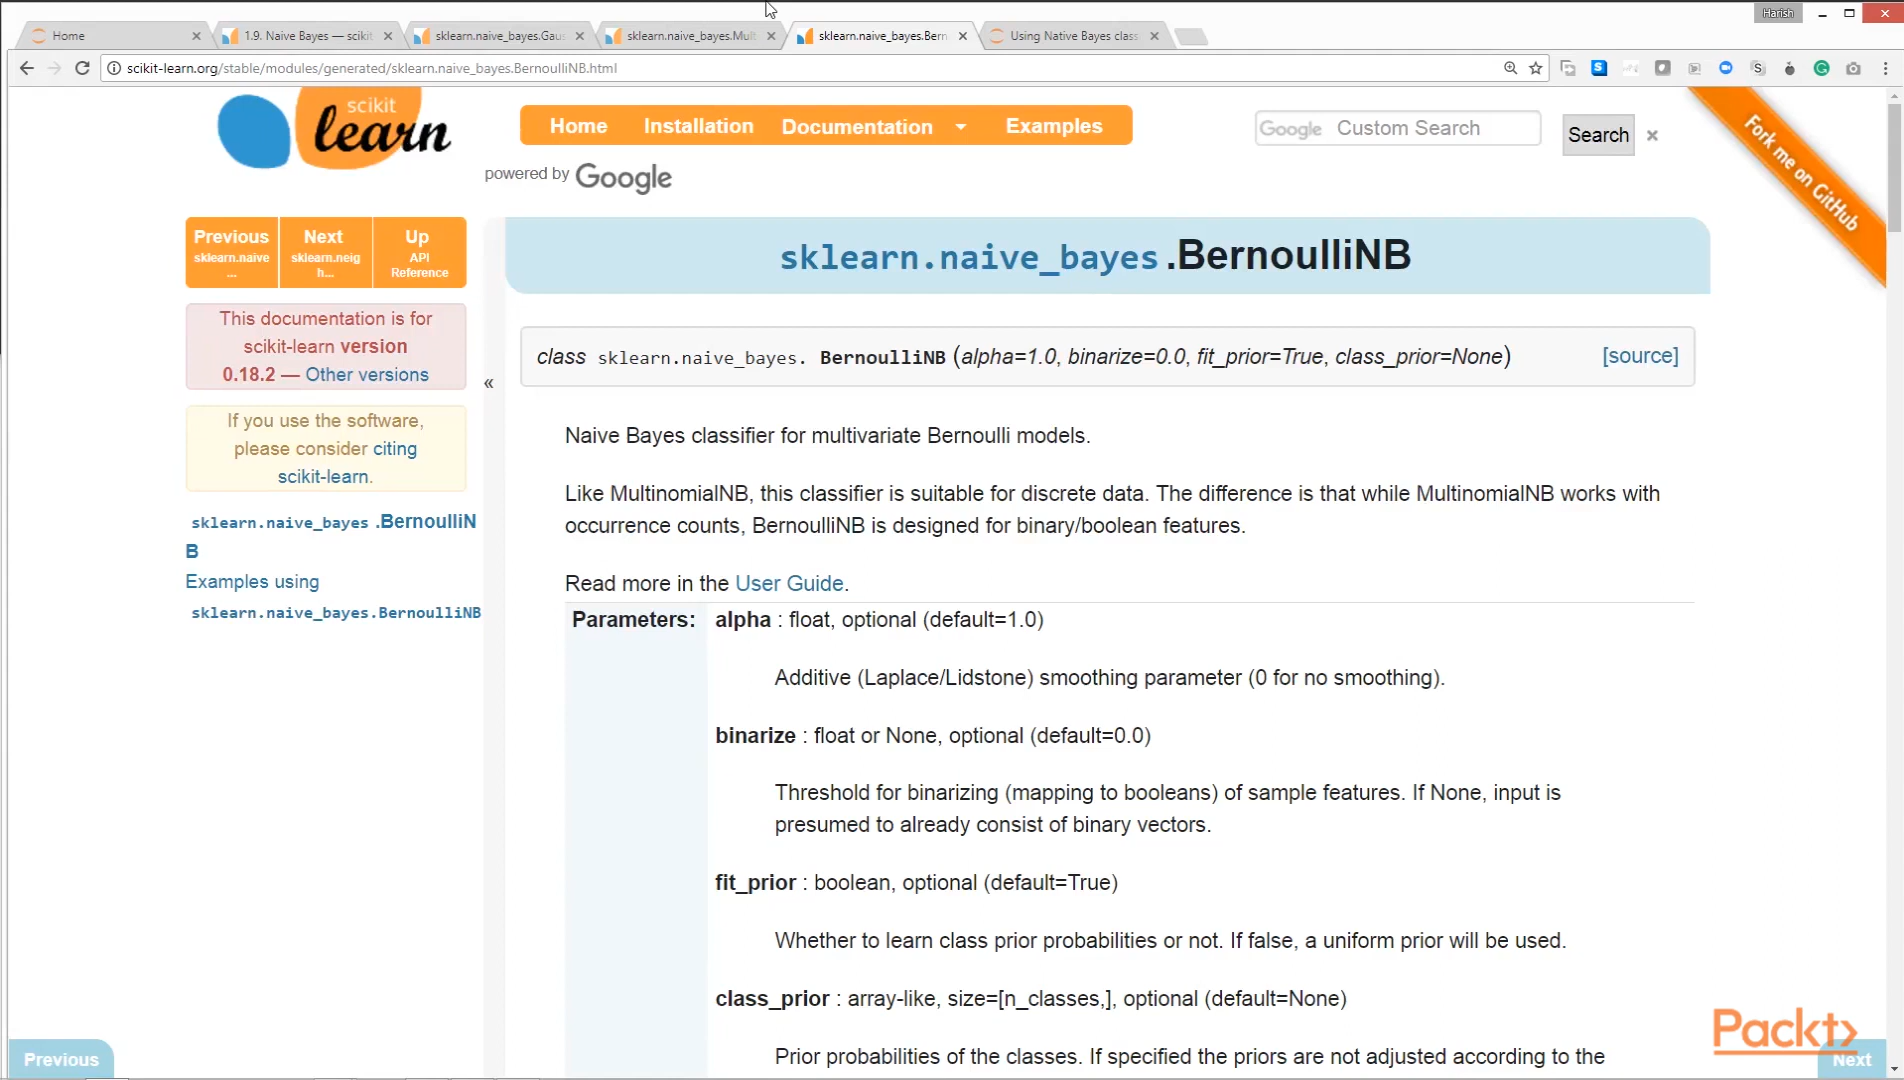 Harish
Home
1.9. Naive Bayes — scikit
sklearn.naive_bayes.Gaus
sklearn.naive_bayes.Mult
sklearn.naive_bayes.Bern
Using Native Bayes class
scikit-learn.org/stable/modules/generated/sklearn.naive_bayes.BernoulliNB.html
scikit
learn
Home Installation Documentation Examples
Google Custom Search
Search ×
powered by Google
Fork me on GitHub
Previous
sklearn.naive
...
Next
sklearn.neig
h...
Up
API
Reference
sklearn.naive_bayes.BernoulliNB
This documentation is for
scikit-learn version
0.18.2 — Other versions
If you use the software,
please consider citing
scikit-learn.
sklearn.naive_bayes .BernoulliN
B
Examples using
sklearn.naive_bayes.BernoulliNB
«
class sklearn.naive_bayes. BernoulliNB (alpha=1.0, binarize=0.0, fit_prior=True, class_prior=None) [source]
Naive Bayes classifier for multivariate Bernoulli models.
Like MultinomialNB, this classifier is suitable for discrete data. The difference is that while MultinomialNB works with
occurrence counts, BernoulliNB is designed for binary/boolean features.
Read more in the User Guide.
Parameters: alpha : float, optional (default=1.0)
Additive (Laplace/Lidstone) smoothing parameter (0 for no smoothing).
binarize : float or None, optional (default=0.0)
Threshold for binarizing (mapping to booleans) of sample features. If None, input is
presumed to already consist of binary vectors.
fit_prior : boolean, optional (default=True)
Whether to learn class prior probabilities or not. If false, a uniform prior will be used.
class_prior : array-like, size=[n_classes,], optional (default=None)
Prior probabilities of the classes. If specified the priors are not adjusted according to the
Packt
Previous
Next